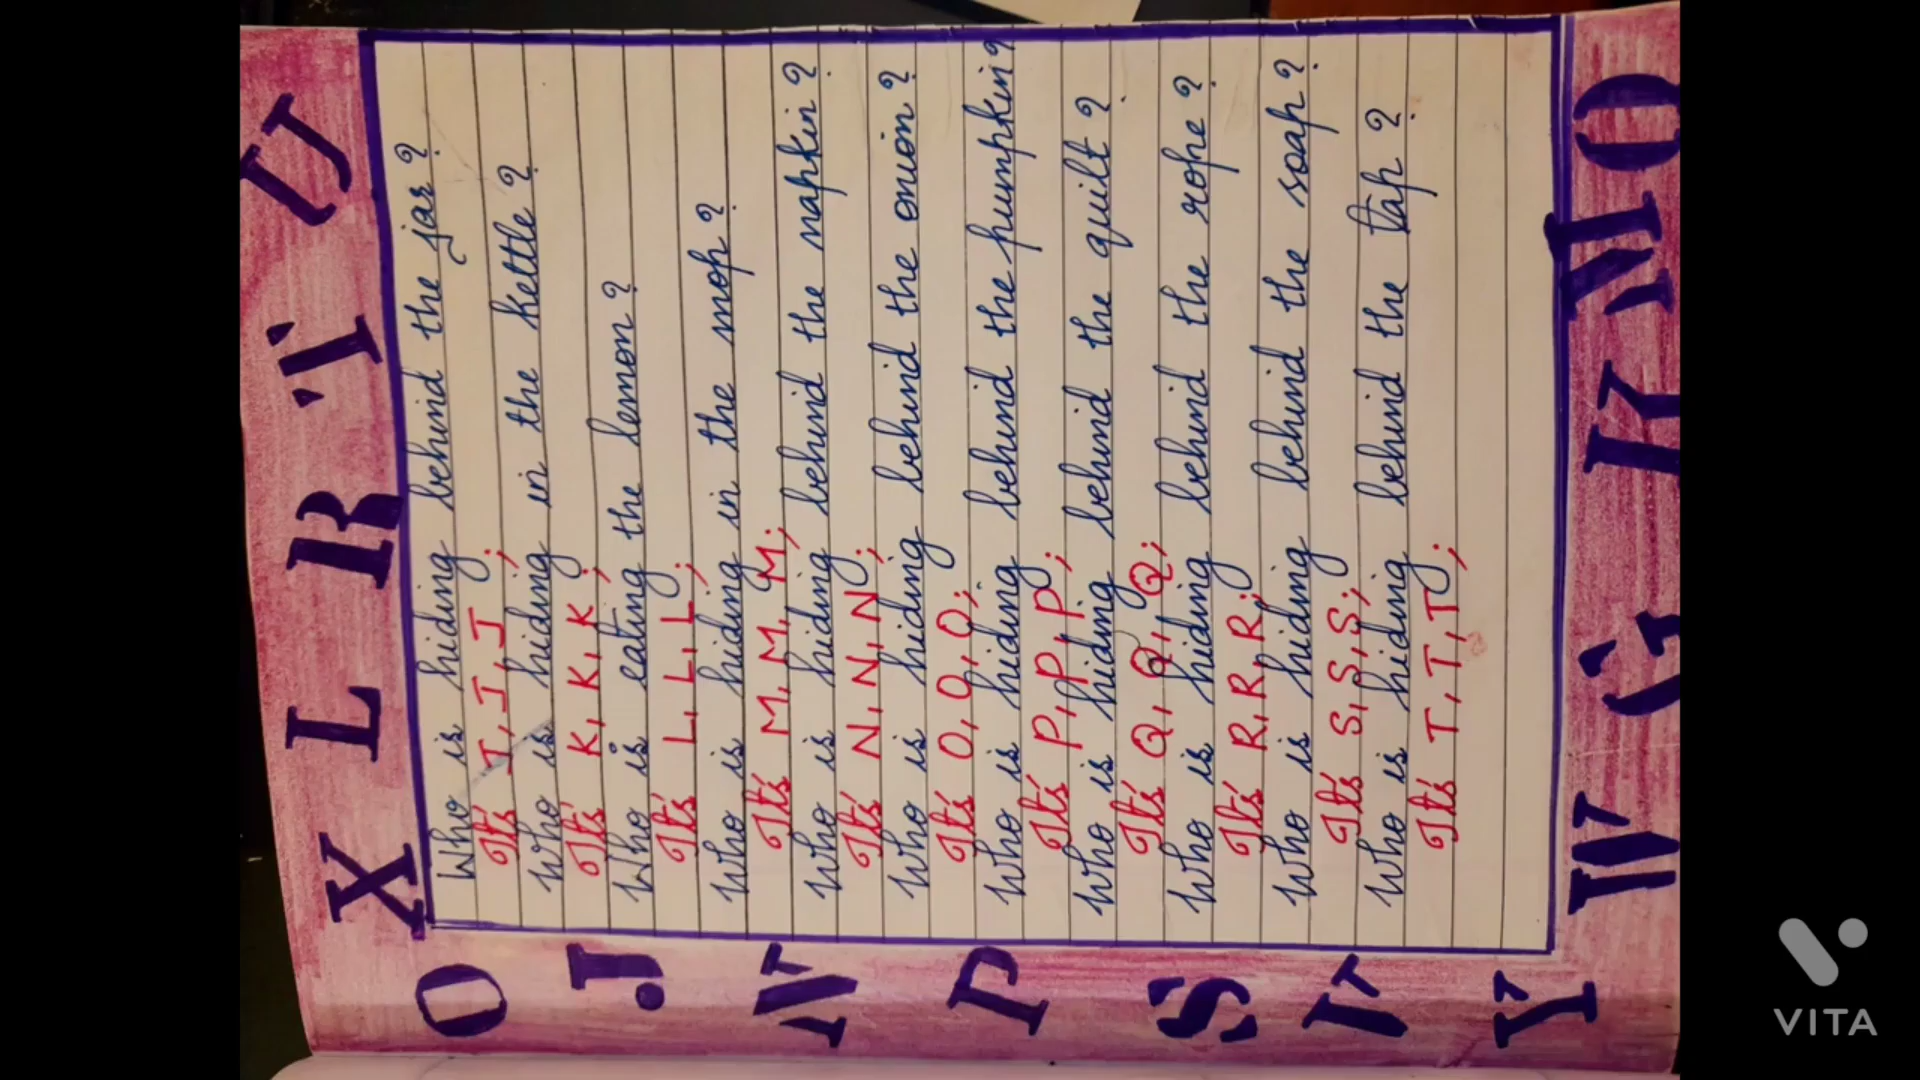 Who is hiding behind the jar?
It's J, J, J;
Who is hiding in the kettle?
It's K, K, K;
Who is eating the lemon?
It's L, L, L;
Who is hiding in the mop?
It's M, M, M;
Who is hiding behind the napkin?
It's N, N, N;
Who is hiding behind the onion?
It's O, O, O;
Who is hiding behind the pumpkin?
It's P, P, P;
Who is hiding behind the quilt?
It's Q, Q, Q;
Who is hiding behind the rope?
It's R, R, R;
Who is hiding behind the soap?
It's S, S, S;
Who is hiding behind the tap?
It's T, T, T;
X L R T U
O J N P S Y
W G K M O
VITA